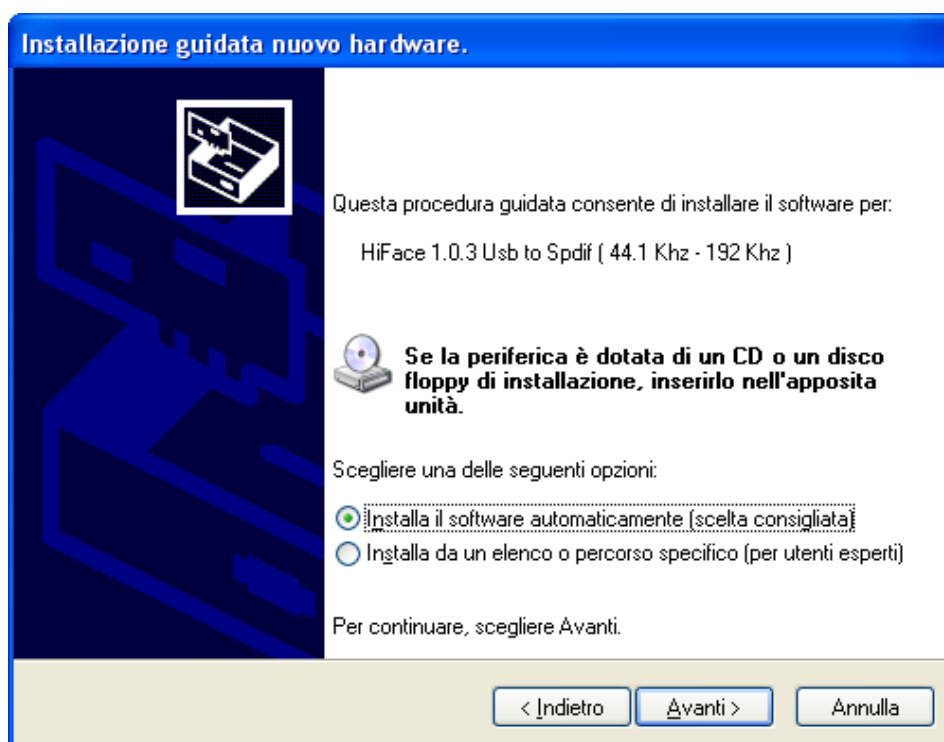 Installazione guidata nuovo hardware.
Questa procedura guidata consente di installare il software per:
HiFace 1.0.3 Usb to Spdif ( 44.1 Khz - 192 Khz )
Se la periferica è dotata di un CD o un disco
floppy di installazione, inserirlo nell'apposita
unità.
Scegliere una delle seguenti opzioni:
Installa il software automaticamente (scelta consigliata)
Installa da un elenco o percorso specifico (per utenti esperti)
Per continuare, scegliere Avanti.
< Indietro Avanti > Annulla